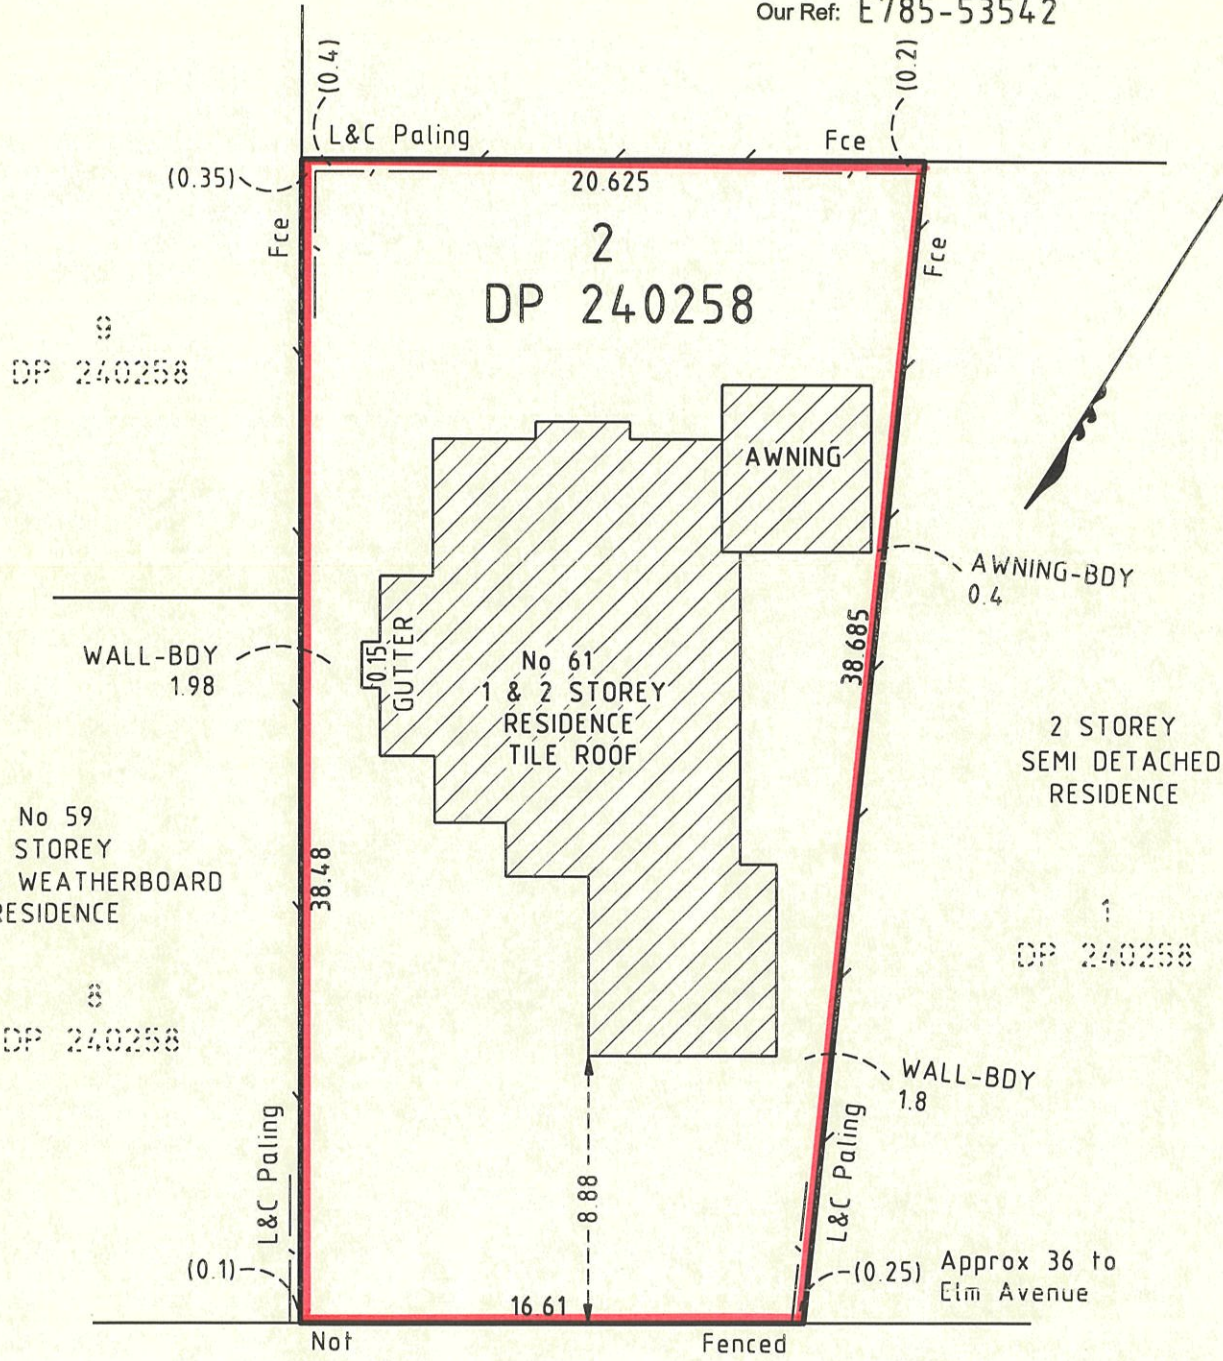 Our Ref: E785-53542
(0.4)
(0.2)
L&C Paling
Fce
(0.35)
20.625
Fce
Fce
2
DP 240258
9
DP 240258
AWNING
AWNING-BDY
0.4
WALL-BDY
1.98
0.15
GUTTER
No 61
1 & 2 STOREY
RESIDENCE
TILE ROOF
38.685
2 STOREY
SEMI DETACHED
RESIDENCE
No 59
STOREY
WEATHERBOARD
RESIDENCE
38.48
1
DP 240258
8
DP 240258
WALL-BDY
1.8
L&C Paling
L&C Paling
8.88
(0.1)
(0.25)
Approx 36 to
Elm Avenue
16.61
Not
Fenced